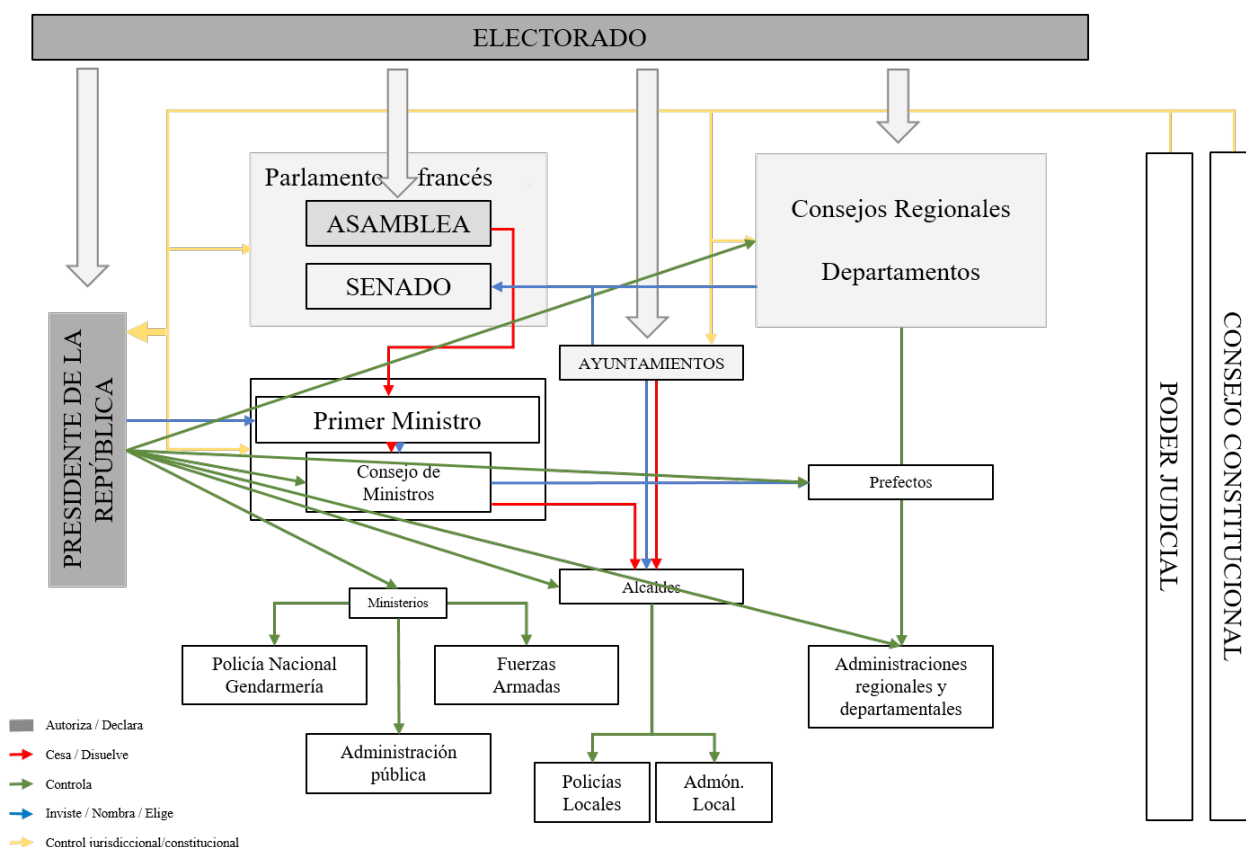 ELECTORADO
Parlamento francés
ASAMBLEA
SENADO
Consejos Regionales
Departamentos
AYUNTAMIENTOS
PRESIDENTE DE LA
REPÚBLICA
Primer Ministro
Consejo de
Ministros
Prefectos
Alcaldes
Ministerios
Policía Nacional
Gendarmería
Fuerzas
Armadas
Administración
pública
Policías
Locales
Admón.
Local
Administraciones
regionales y
departamentales
PODER JUDICIAL
CONSEJO CONSTITUCIONAL
Autoriza / Declara
Cesa / Disuelve
Controla
Inviste / Nombra / Elige
Control jurisdiccional/constitucional